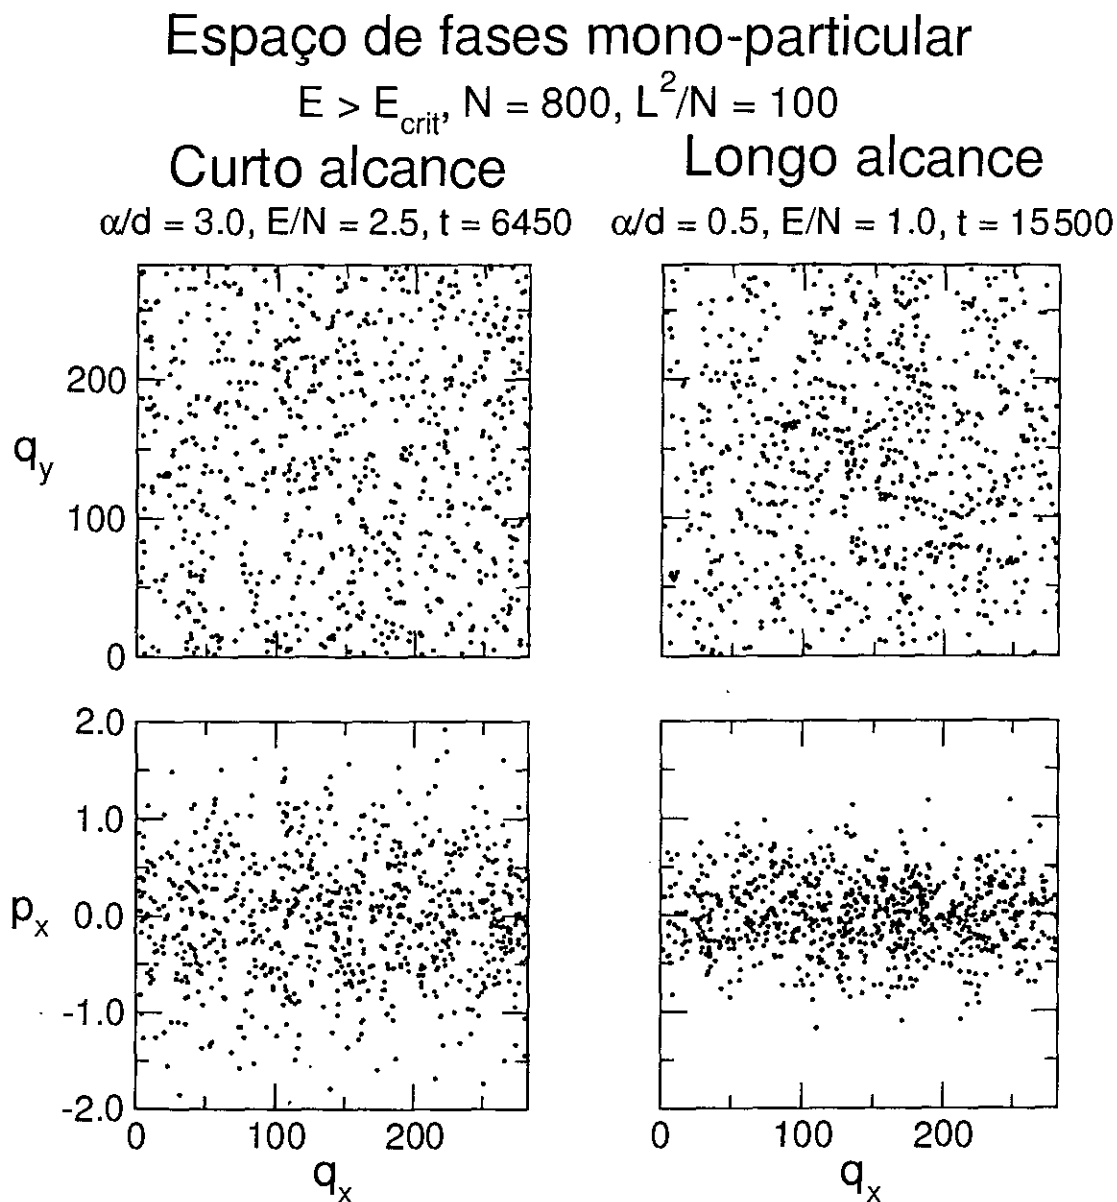 Espaço de fases mono-particular
E > E_crit, N = 800, L^2/N = 100
Curto alcance
α/d = 3.0, E/N = 2.5, t = 6450
Longo alcance
α/d = 0.5, E/N = 1.0, t = 15500
200
q_y
100
0
2.0
1.0
p_x
0.0
-1.0
-2.0
0
100
200
q_x
0
100
200
q_x